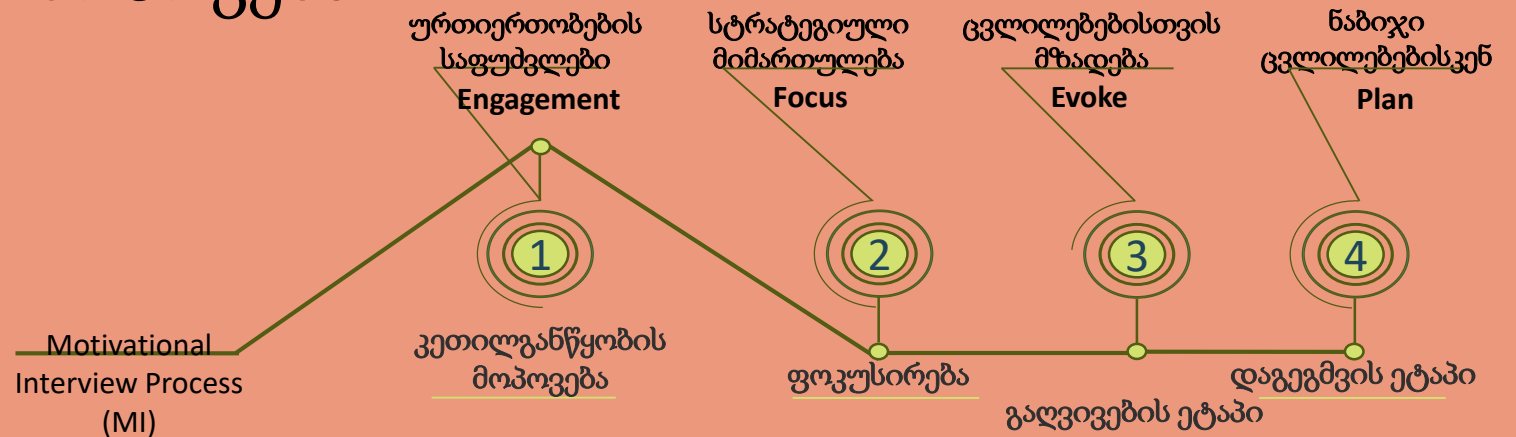 ურთიერთობების
საფუძვლები
Engagement
სტრატეგიული
მიმართულება
Focus
ცვლილებებისთვის
მზადება
Evoke
ნაბიჯი
ცვლილებებისკენ
Plan
1
2
3
4
Motivational
Interview Process
(MI)
კეთილგანწყობის
მოპოვება
ფოკუსირება
გაღვივების ეტაპი
დაგეგმვის ეტაპი